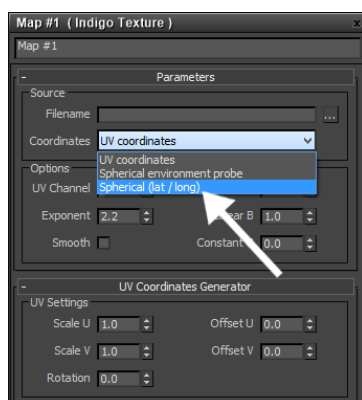 Map #1 ( Indigo Texture ) x
Map #1
- Parameters
Source
Filename ...
Coordinates UV coordinates
UV coordinates
Spherical environment probe
Spherical (lat / long)
Options
UV Channel
Exponent 2.2 B 1.0
Smooth Constant 0.0
- UV Coordinates Generator
UV Settings
Scale U 1.0 Offset U 0.0
Scale V 1.0 Offset V 0.0
Rotation 0.0